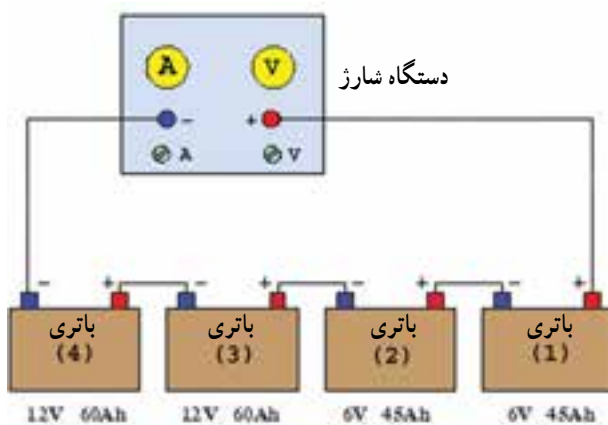 دستگاه شارژ
A V
- +
A V
- + - + - + - +
باتری باتری باتری باتری
(4) (3) (2) (1)
12V 60Ah 12V 60Ah 6V 45Ah 6V 45Ah